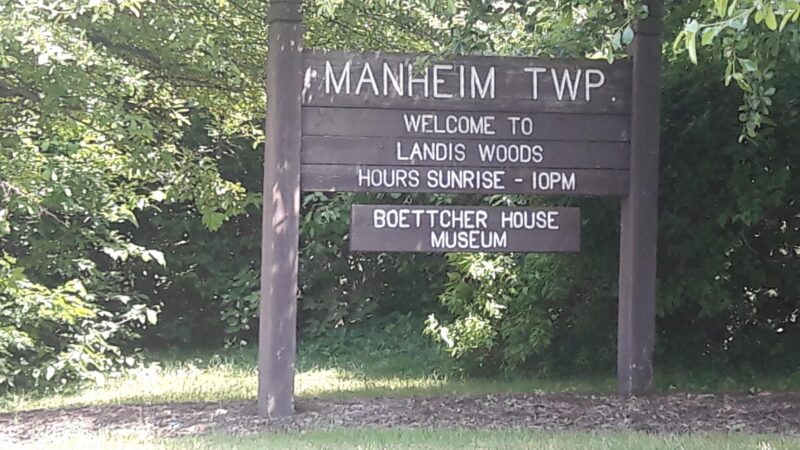 MANHEIM TWP.
WELCOME TO
LANDIS WOODS
HOURS SUNRISE - 10PM
BOETTCHER HOUSE
MUSEUM